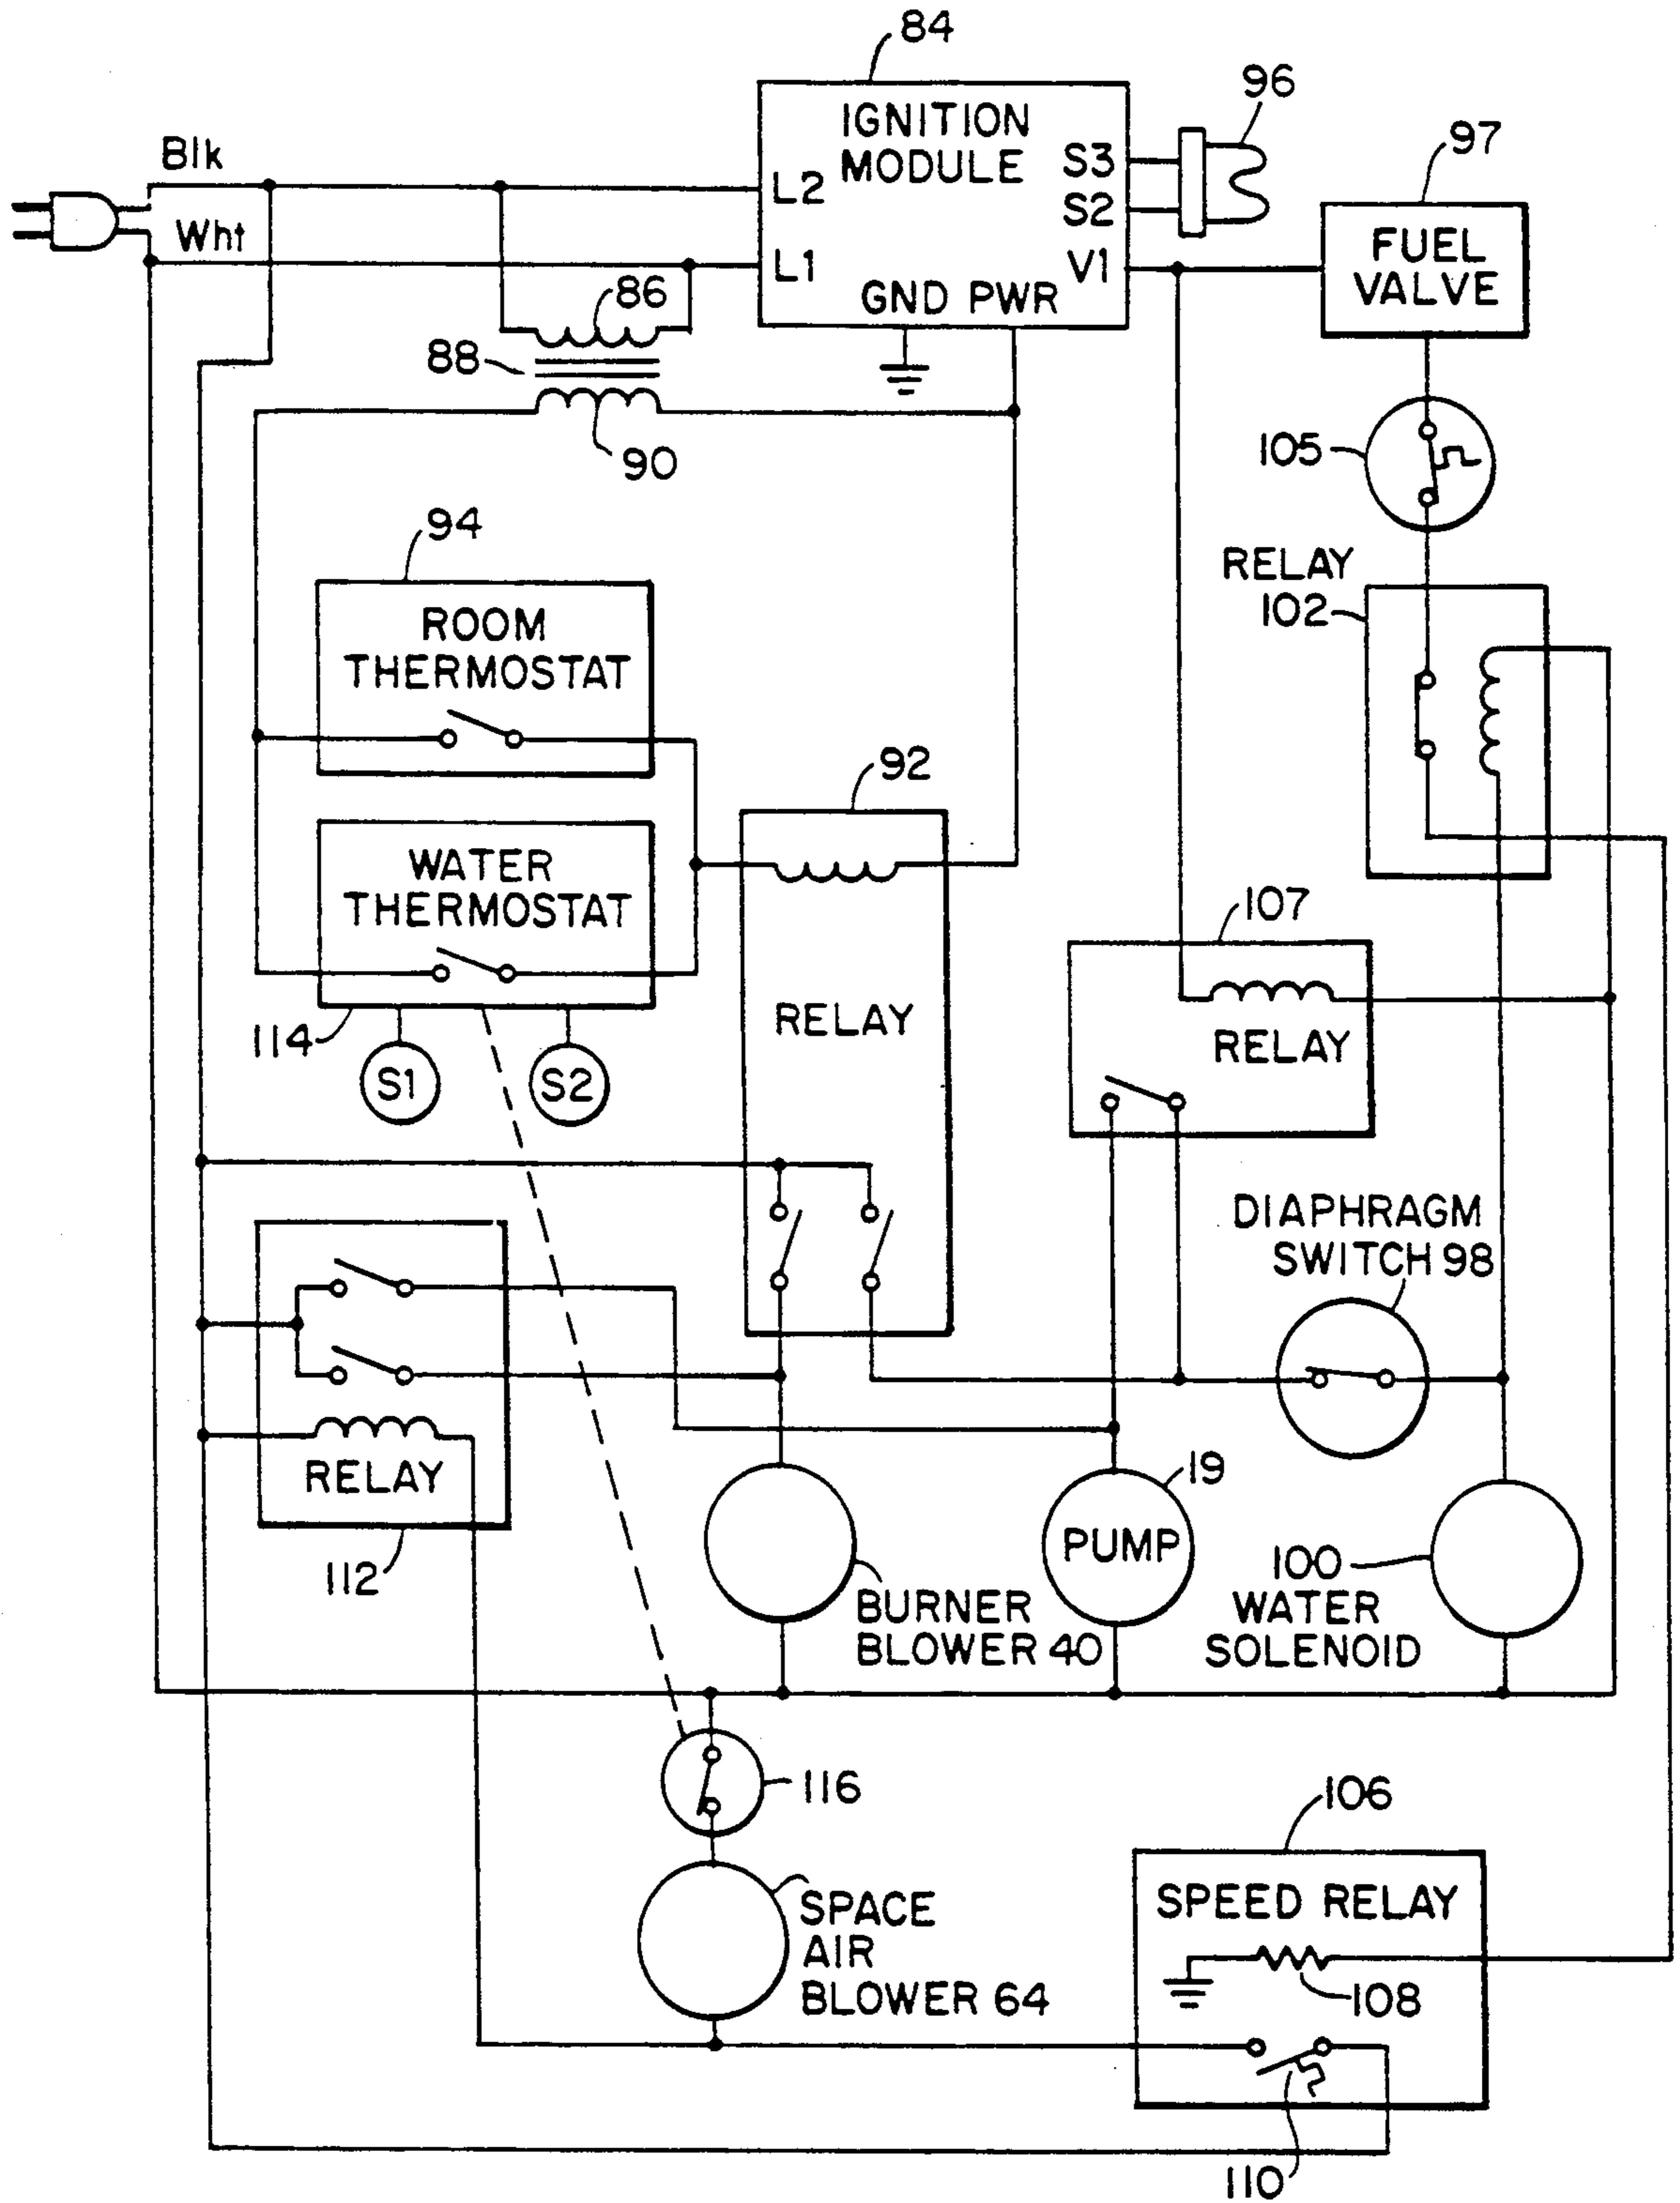 84
IGNITION
MODULE
96
Blk
97
S3
L2
S2
Wht
FUEL
VALVE
L1
V1
86
GND PWR
88
105
90
94
RELAY
102
ROOM
THERMOSTAT
92
WATER
THERMOSTAT
107
RELAY
114
RELAY
S1
S2
DIAPHRAGM
SWITCH 98
RELAY
19
PUMP
112
100
BURNER
BLOWER 40
WATER
SOLENOID
116
106
SPACE
AIR
BLOWER 64
SPEED RELAY
108
110